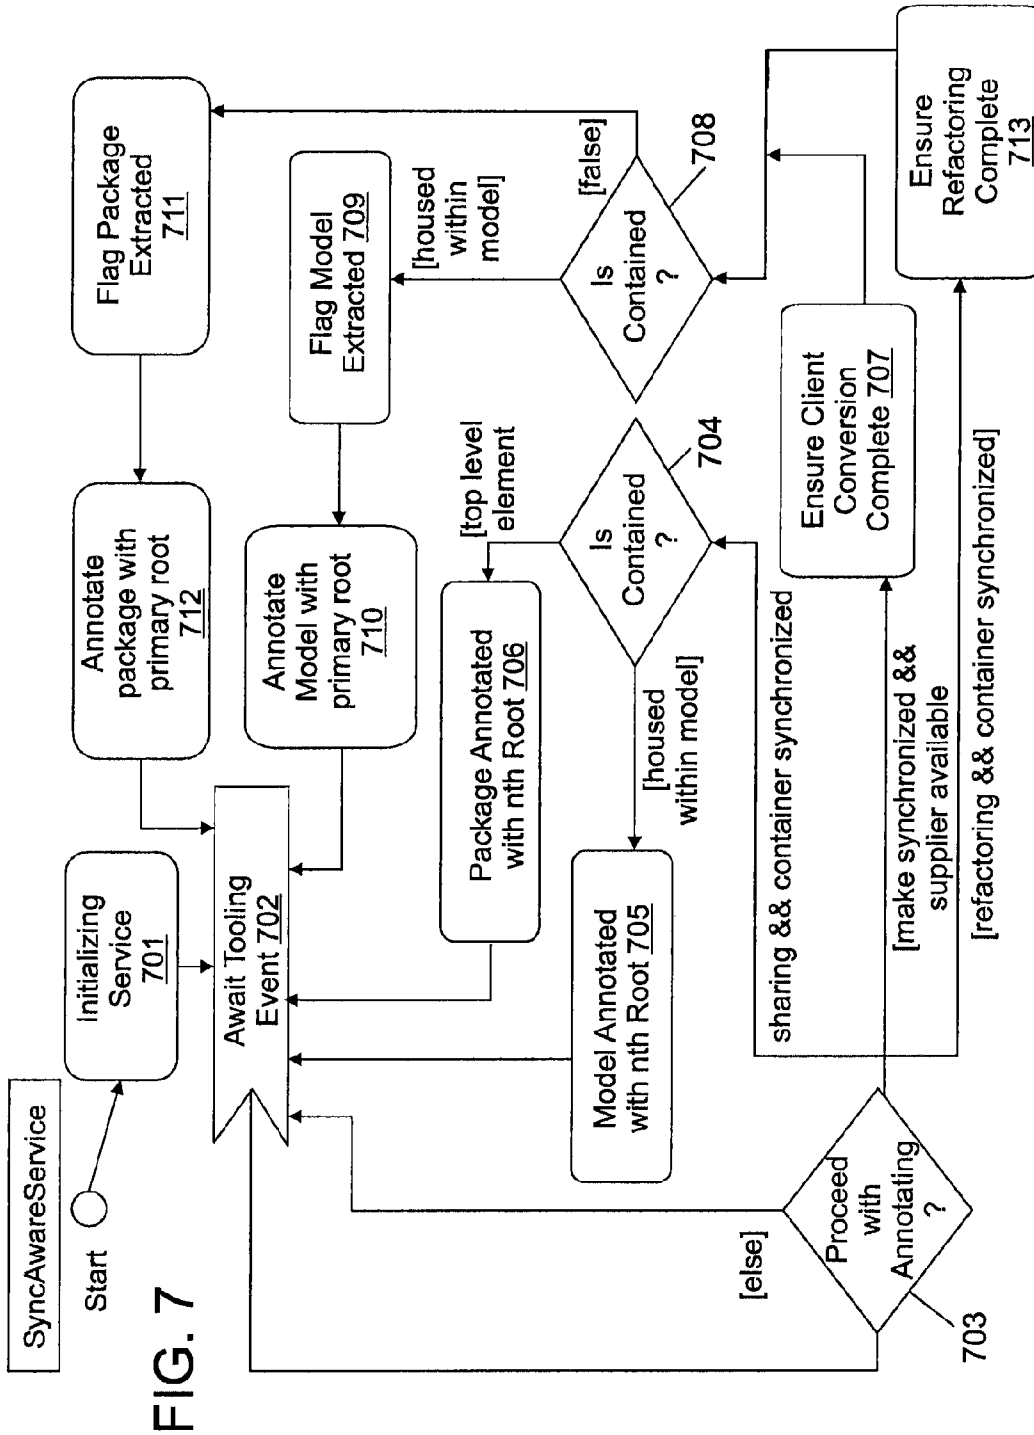 SyncAwareService
Start
FIG. 7
Initializing
Service
701
Await Tooling
Event 702
Annotate
package with
primary root
712
Flag Package
Extracted
711
Annotate
Model with
primary root
710
Flag Model
Extracted 709
[housed
within
model]
[false]
Package Annotated
with nth Root 706
[top level
element
Model Annotated
with nth Root 705
[housed
within model]
Is
Contained
?
704
Is
Contained
?
708
[else]
Proceed
with
Annotating
?
703
sharing && container synchronized
[make synchronized &&
supplier available
[refactoring && container synchronized]
Ensure Client
Conversion
Complete 707
Ensure
Refactoring
Complete
713